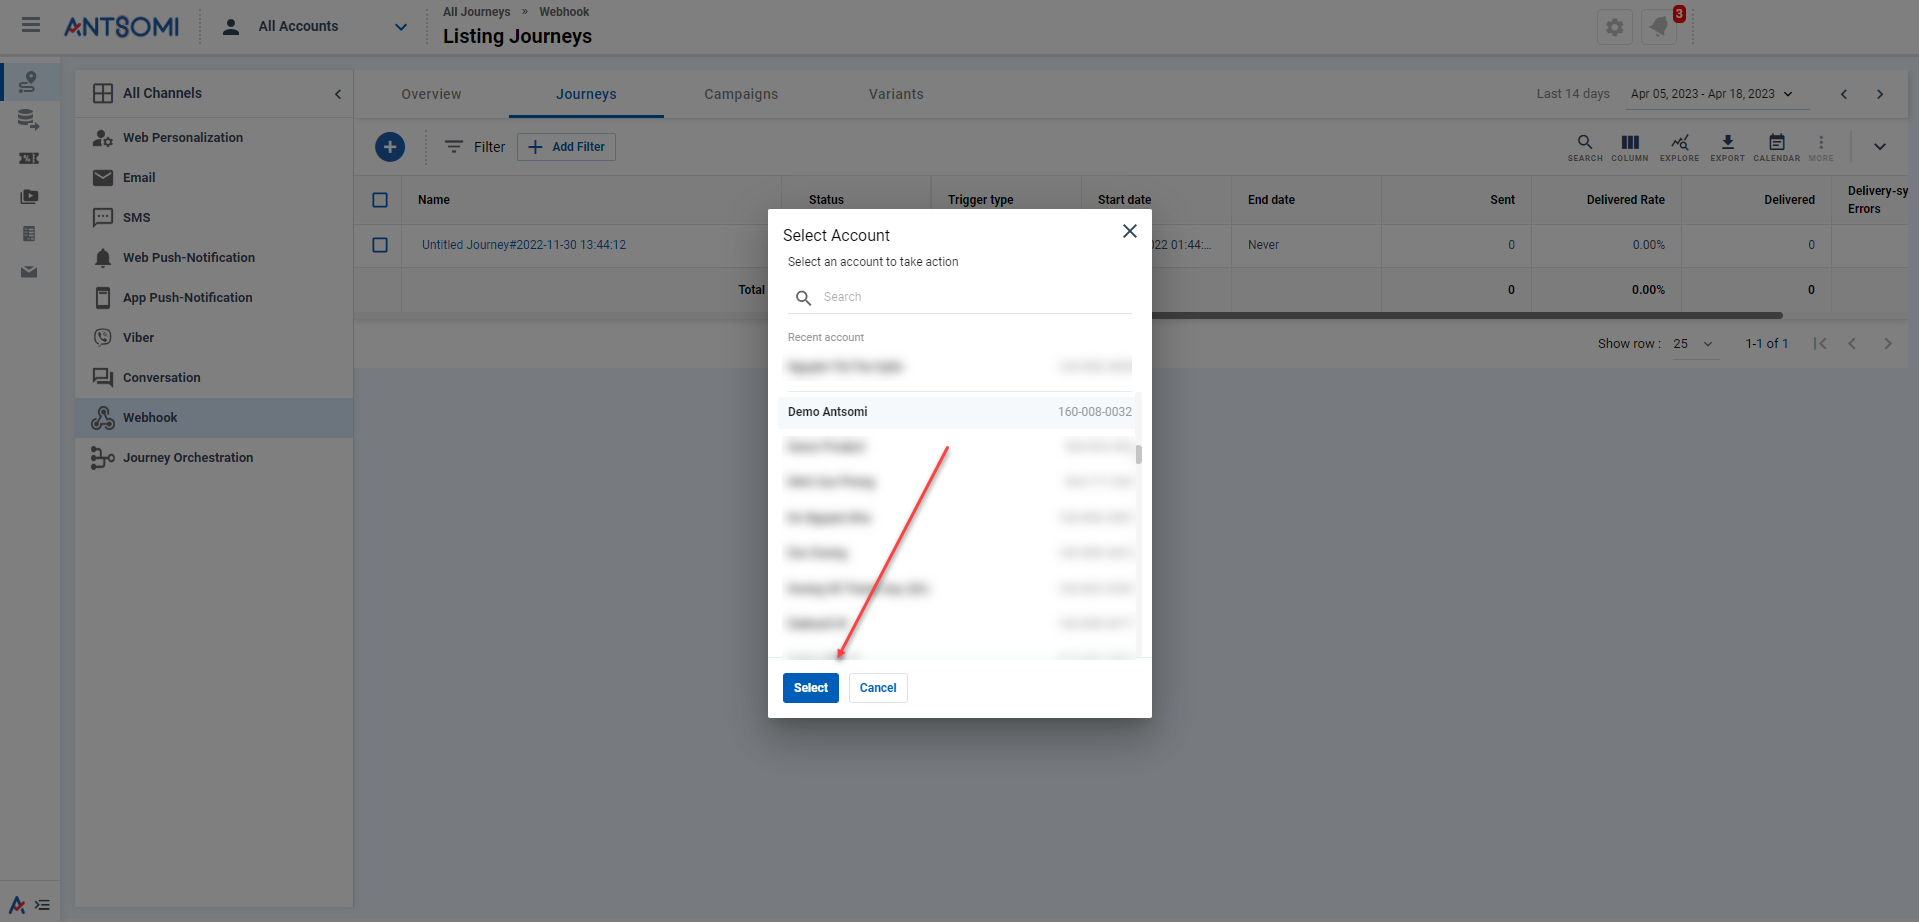 ANTSOMI
All Accounts
All Journeys » Webhook
Listing Journeys
3
All Channels
Overview
Journeys
Campaigns
Variants
Last 14 days
Apr 05, 2023 - Apr 18, 2023
Web Personalization
Email
SMS
Web Push-Notification
App Push-Notification
Viber
Conversation
Webhook
Journey Orchestration
Filter
Add Filter
SEARCH
COLUMN
EXPLORE
EXPORT
CALENDAR
MORE
Name
Status
Trigger type
Start date
End date
Sent
Delivered Rate
Delivered
Delivery-sy
Errors
Untitled Journey#2022-11-30 13:44:12
22 01:44:...
Never
0
0.00%
0
Total
0
0.00%
0
Show row :
25
1-1 of 1
Select Account
Select an account to take action
Search
Recent account
Demo Antsomi
160-008-0032
Select
Cancel